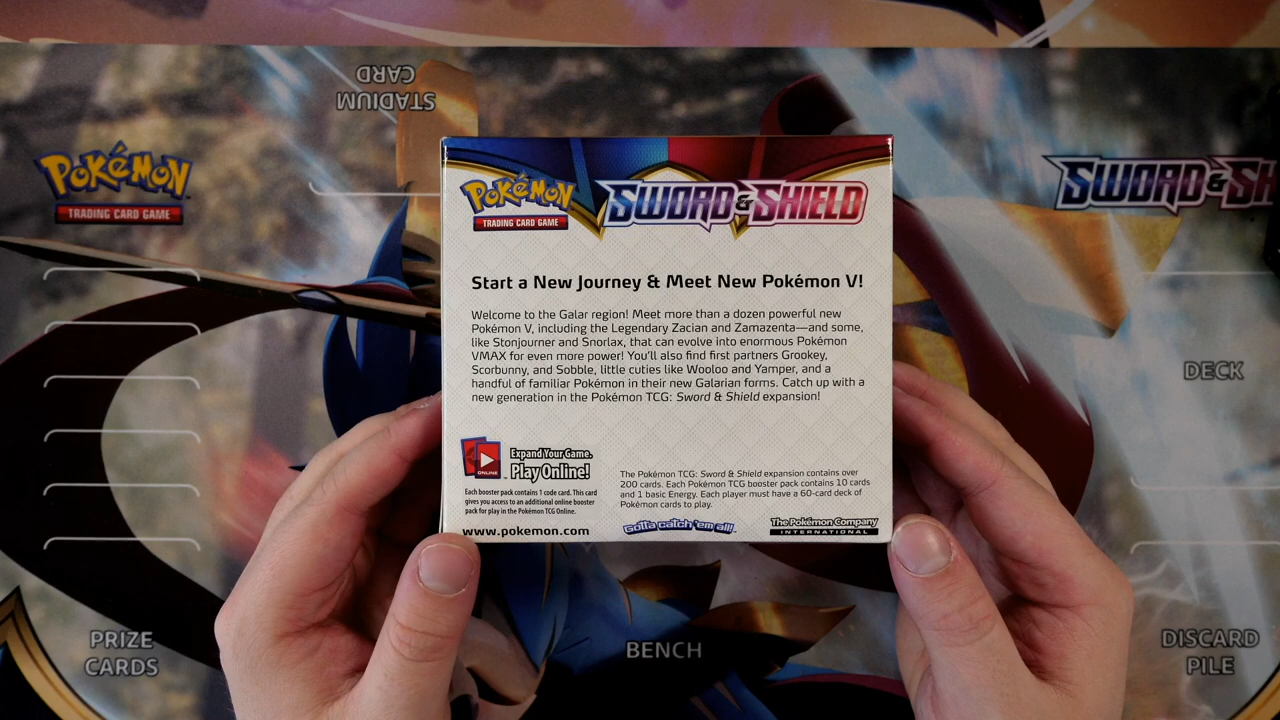 STADIUM
CARD
POKéMON
TRADING CARD GAME
SWORD & SH
POKéMON
TRADING CARD GAME
SWORD & SHIELD
Start a New Journey & Meet New Pokémon V!
Welcome to the Galar region! Meet more than a dozen powerful new
Pokémon V, including the Legendary Zacian and Zamazenta—and some,
like Stonjourner and Snorlax, that can evolve into enormous Pokémon
VMAX for even more power! You'll also find first partners Grookey,
Scorbunny, and Sobble, little cuties like Wooloo and Yamper, and a
handful of familiar Pokémon in their new Galarian forms. Catch up with a
new generation in the Pokémon TCG: Sword & Shield expansion!
ONLINE
Expand Your Game.
Play Online!
Each booster pack contains 1 code card. This card
gives you access to an additional online booster
pack for play in the Pokémon TCG Online.
The Pokémon TCG: Sword & Shield expansion contains over
200 cards. Each Pokémon TCG booster pack contains 10 cards
and 1 basic Energy. Each player must have a 60-card deck of
Pokémon cards to play.
www.pokemon.com
Gotta catch 'em all!
The Pokémon Company
INTERNATIONAL
DECK
PRIZE
CARDS
BENCH
DISCARD
PILE